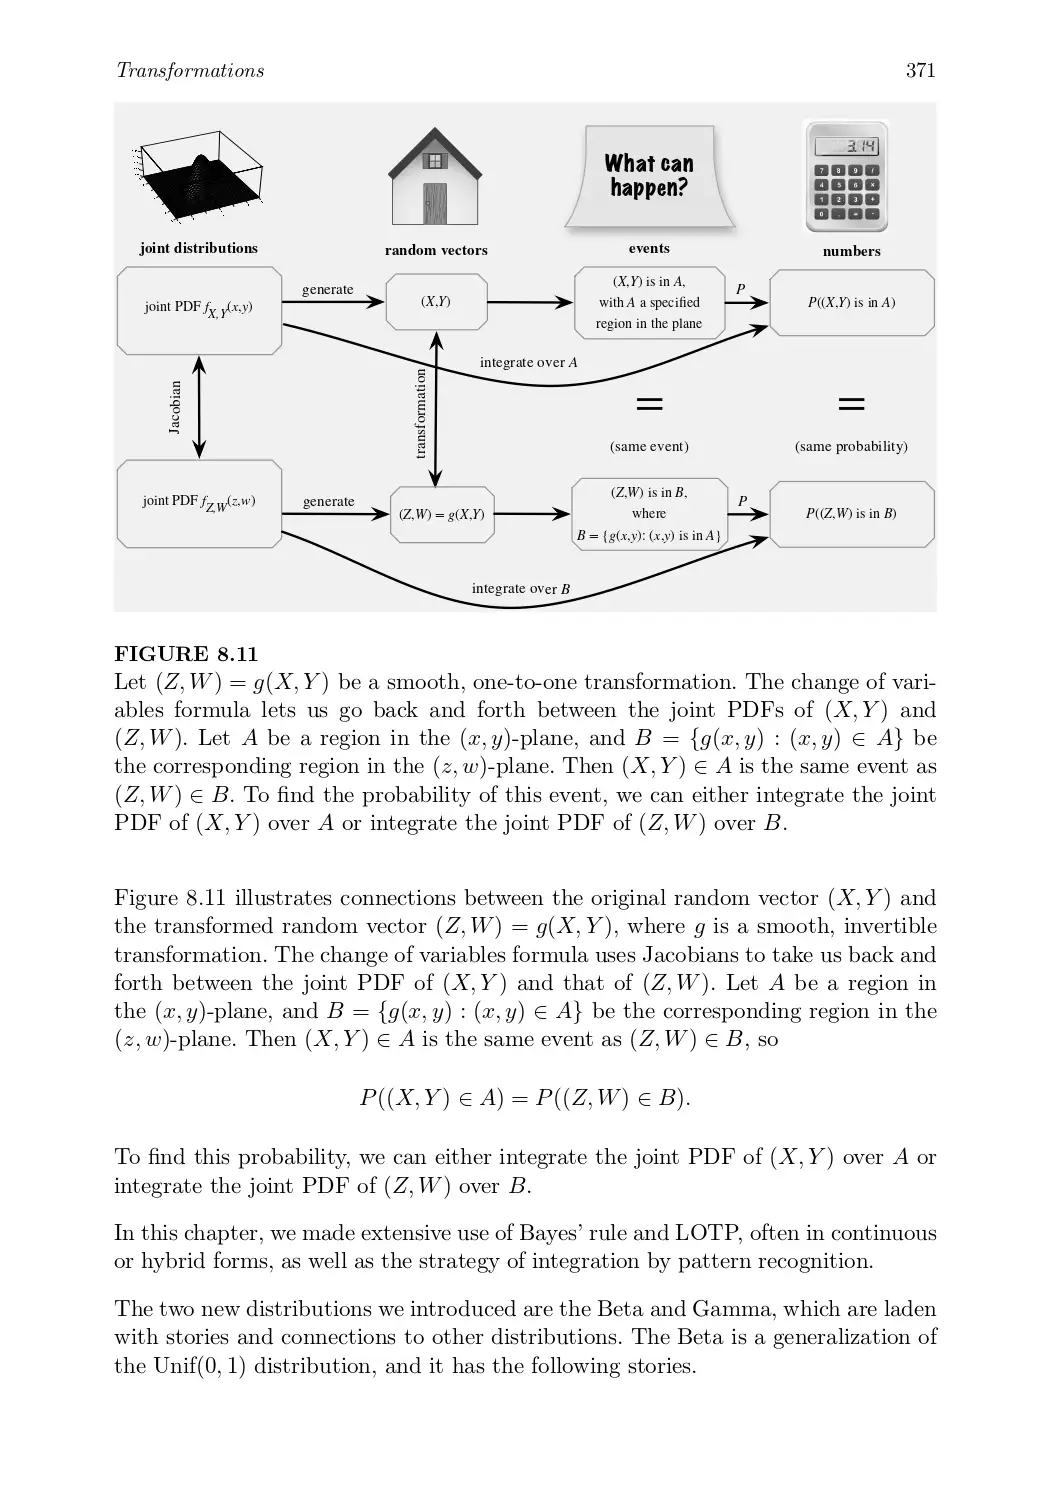 Transformations 371
3.14
7 8 9 /
4 5 6 ×
1 2 3 +
0 . = -
What can
happen?
joint distributions
random vectors
events
numbers
joint PDF f_{X,Y}(x,y)
generate
(X,Y)
(X,Y) is in A,
with A a specified
region in the plane
P
P((X,Y) is in A)
integrate over A
Jacobian
transformation
=
(same event)
=
(same probability)
joint PDF f_{Z,W}(z,w)
generate
(Z,W) = g(X,Y)
(Z,W) is in B,
where
B = {g(x,y): (x,y) is in A}
P
P((Z,W) is in B)
integrate over B
FIGURE 8.11
Let (Z, W) = g(X, Y) be a smooth, one-to-one transformation. The change of vari-
ables formula lets us go back and forth between the joint PDFs of (X, Y) and
(Z, W). Let A be a region in the (x, y)-plane, and B = {g(x, y) : (x, y) ∈ A} be
the corresponding region in the (z, w)-plane. Then (X, Y) ∈ A is the same event as
(Z, W) ∈ B. To find the probability of this event, we can either integrate the joint
PDF of (X, Y) over A or integrate the joint PDF of (Z, W) over B.
Figure 8.11 illustrates connections between the original random vector (X, Y) and
the transformed random vector (Z, W) = g(X, Y), where g is a smooth, invertible
transformation. The change of variables formula uses Jacobians to take us back and
forth between the joint PDF of (X, Y) and that of (Z, W). Let A be a region in
the (x, y)-plane, and B = {g(x, y) : (x, y) ∈ A} be the corresponding region in the
(z, w)-plane. Then (X, Y) ∈ A is the same event as (Z, W) ∈ B, so
P((X, Y) ∈ A) = P((Z, W) ∈ B).
To find this probability, we can either integrate the joint PDF of (X, Y) over A or
integrate the joint PDF of (Z, W) over B.
In this chapter, we made extensive use of Bayes' rule and LOTP, often in continuous
or hybrid forms, as well as the strategy of integration by pattern recognition.
The two new distributions we introduced are the Beta and Gamma, which are laden
with stories and connections to other distributions. The Beta is a generalization of
the Unif(0, 1) distribution, and it has the following stories.